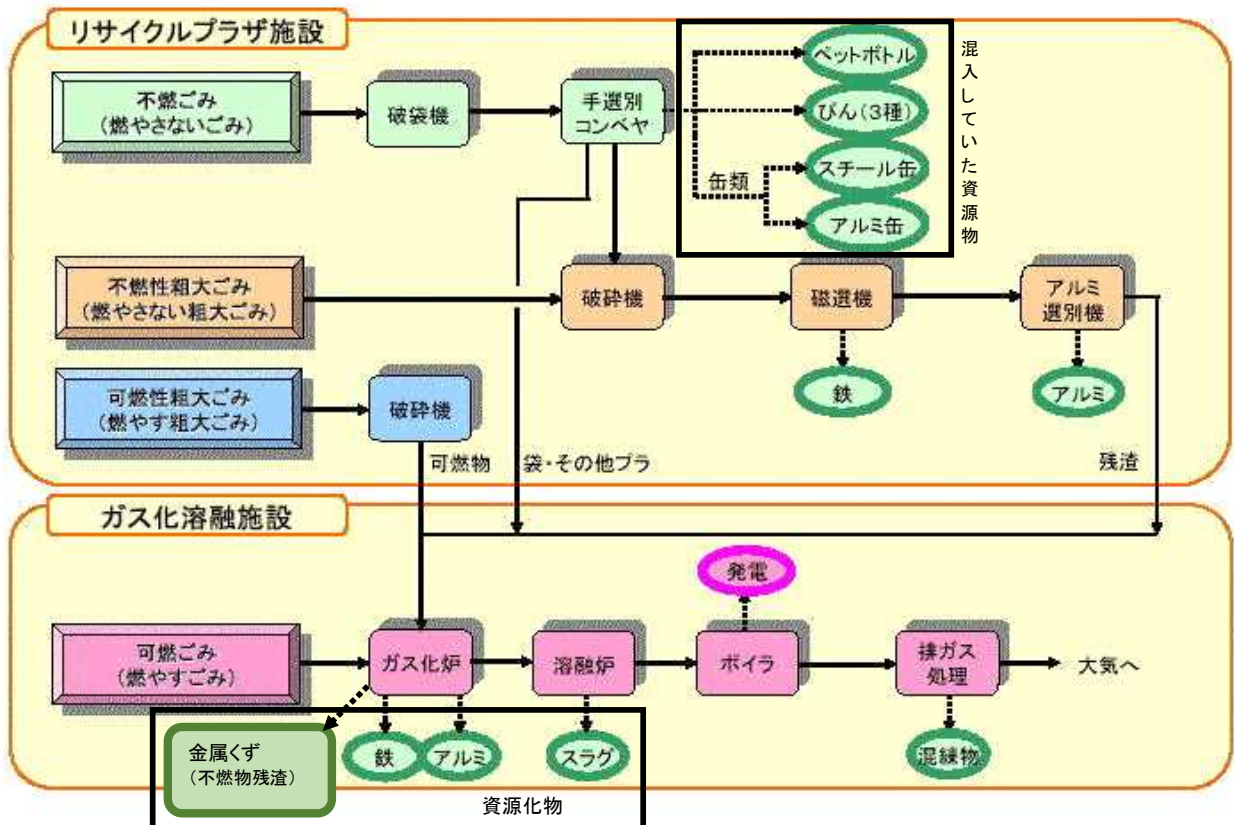 リサイクルプラザ施設
不燃ごみ
(燃やさないごみ)
破袋機
手選別
コンベヤ
ペットボトル
びん(3種)
缶類
スチール缶
アルミ缶
混入していた資源物
不燃性粗大ごみ
(燃やさない粗大ごみ)
破砕機
磁選機
アルミ
選別機
鉄
アルミ
可燃性粗大ごみ
(燃やす粗大ごみ)
破砕機
可燃物
袋・その他プラ
残渣
ガス化溶融施設
発電
可燃ごみ
(燃やすごみ)
ガス化炉
溶融炉
ボイラ
排ガス
処理
大気へ
金属くず
(不燃物残渣)
鉄
アルミ
スラグ
混練物
資源化物